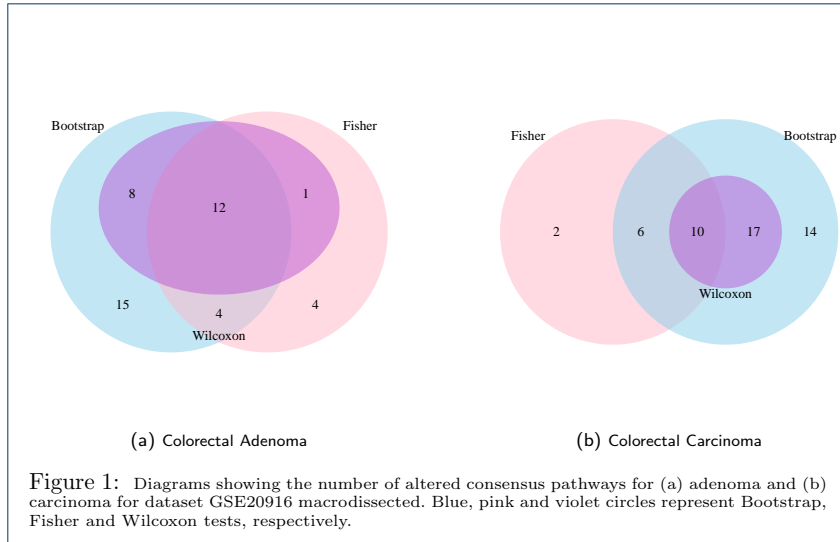 Bootstrap
Fisher
8
12
1
15
4
4
Wilcoxon
(a) Colorectal Adenoma
Fisher
Bootstrap
2
6
10
17
14
Wilcoxon
(b) Colorectal Carcinoma
Figure 1: Diagrams showing the number of altered consensus pathways for (a) adenoma and (b)
carcinoma for dataset GSE20916 macrodissected. Blue, pink and violet circles represent Bootstrap,
Fisher and Wilcoxon tests, respectively.